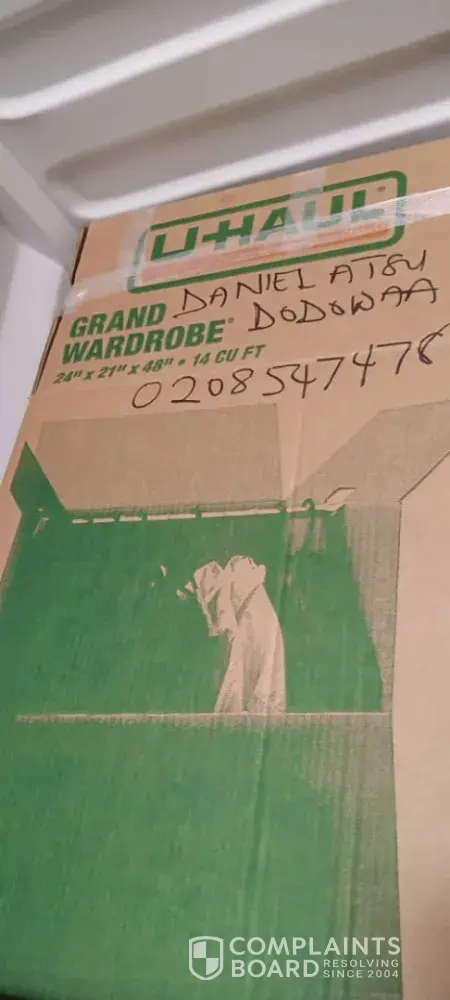 U-HAUL®
GRAND
WARDROBE®
24" x 21" x 48" • 14 CU FT
DANIEL ATSU
DODOWAA
0208547478
COMPLAINTS
BOARD RESOLVING
SINCE 2004